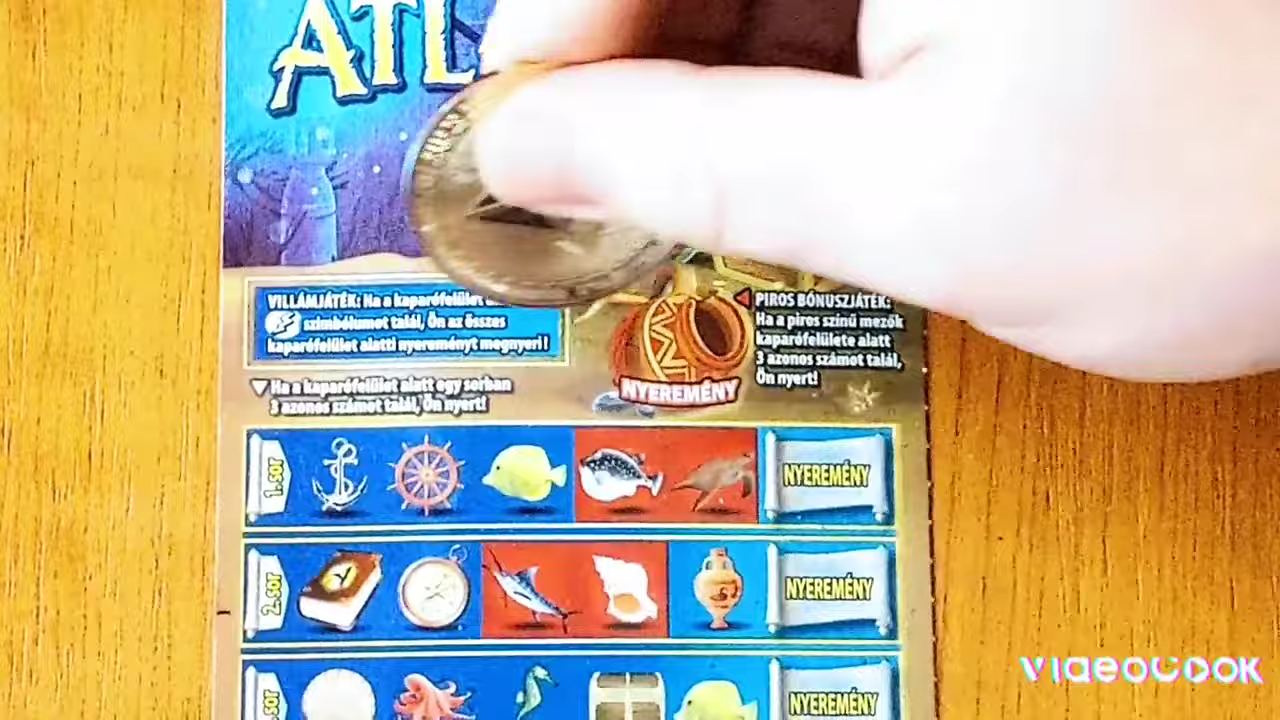 ATL
VILLÁMJÁTÉK: Ha a kaparófelület
szimbólumot talál, Ön az összes
kaparófelület alatti nyereményt megnyeri!
PIROS BÓNUSZJÁTÉK:
Ha a piros színű mezők
kaparófelülete alatt
3 azonos számot talál,
Ön nyert!
NYEREMÉNY
Ha a kaparófelület alatt egy sorban
3 azonos számot talál, Ön nyert!
1.sor
NYEREMÉNY
2.sor
NYEREMÉNY
sor
NYEREMÉNY
VIDEOCOOK